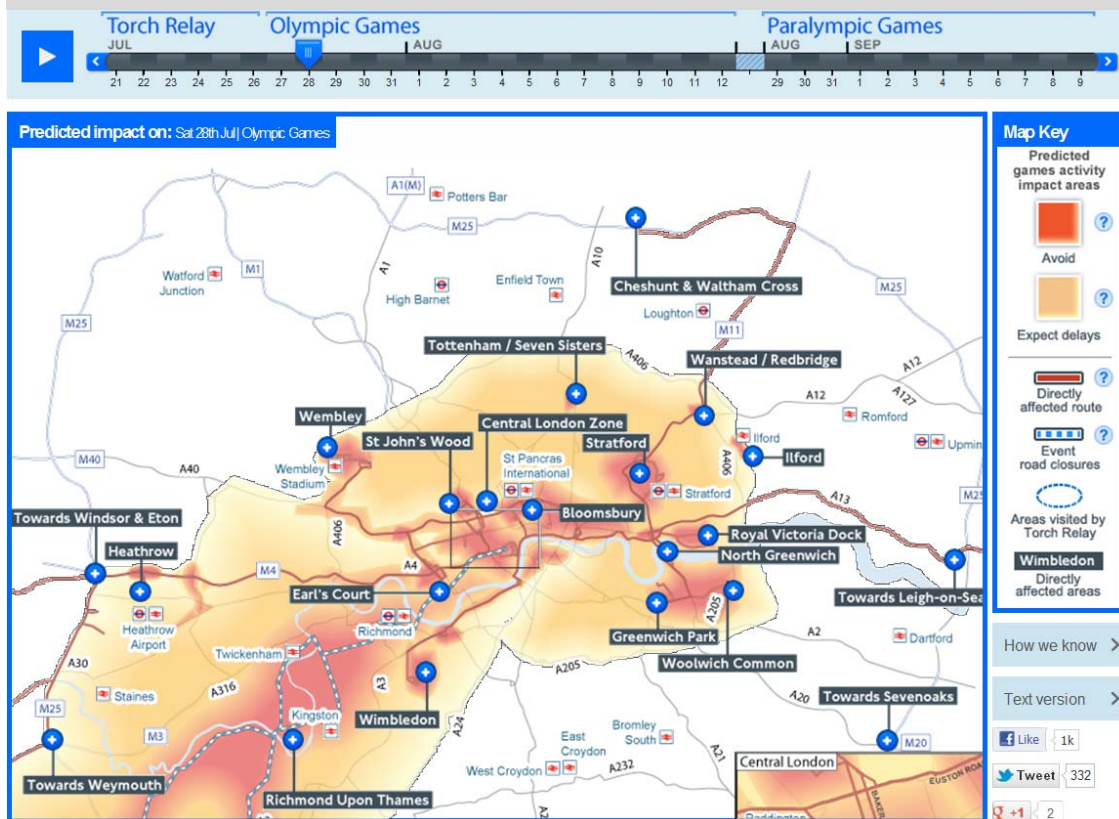 Torch Relay
Olympic Games
Paralympic Games
JUL
AUG
AUG
SEP
21 22 23 24 25 26 27 28 29 30 31 1 2 3 4 5 6 7 8 9 10 11 12 29 30 31 1 2 3 4 5 6 7 8 9
Predicted impact on: Sat 28th Jul| Olympic Games
A1(M)
Potters Bar
M25
A10
A1
Watford
Junction
M1
High Barnet
Enfield Town
Cheshunt & Waltham Cross
Loughton
M25
M11
M25
Tottenham / Seven Sisters
A406
Wanstead / Redbridge
A12
A12
A127
Romford
Wembley
Central London Zone
St John's Wood
Stratford
Ilford
Ilford
Upmin
M40
A40
Wembley
Stadium
St Pancras
International
Stratford
A406
A13
M25
Towards Windsor & Eton
A406
Bloomsbury
Royal Victoria Dock
North Greenwich
Heathrow
M4
A4
Earl's Court
Towards Leigh-on-Sea
Heathrow
Airport
Richmond
Greenwich Park
A205
A2
Dartford
Twickenham
A30
A316
A3
A205
Woolwich Common
Staines
A20
Towards Sevenoaks
M25
Kingston
Wimbledon
A24
M3
Bromley
South
East
Croydon
A21
M20
West Croydon
A232
Towards Weymouth
Richmond Upon Thames
A2
Central London
EUSTON ROA
BAKER
Paddington
Map Key
Predicted
games activity
impact areas
?
Avoid
?
Expect delays
?
Directly
affected route
?
Event
road closures
Areas visited by
Torch Relay
Wimbledon
Directly
affected areas
How we know
Text version
Like 1k
Tweet 332
+1 2